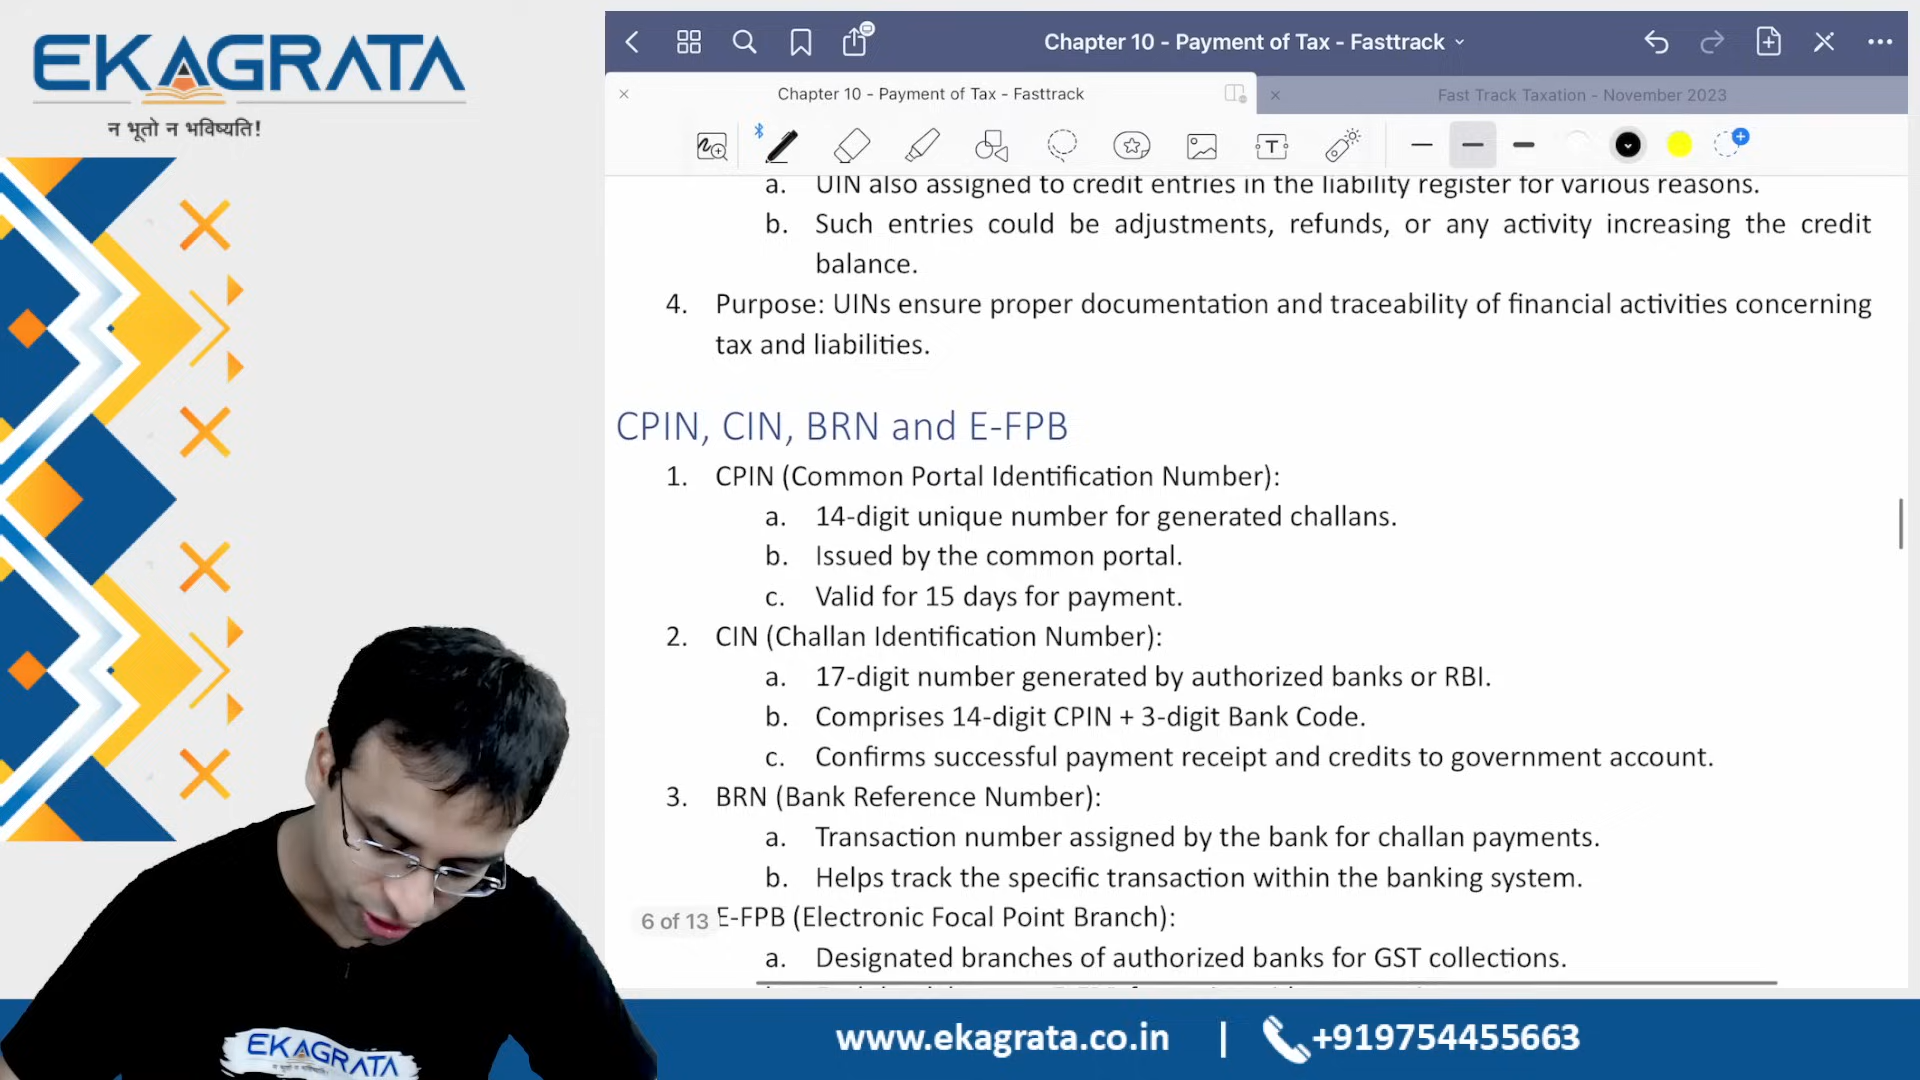 EKAGRATA
न भूतो न भविष्यति!
Chapter 10 - Payment of Tax - Fasttrack
Chapter 10 - Payment of Tax - Fasttrack
Fast Track Taxation - November 2023
a. UIN also assigned to credit entries in the liability register for various reasons.
b. Such entries could be adjustments, refunds, or any activity increasing the credit
balance.
4. Purpose: UINs ensure proper documentation and traceability of financial activities concerning
tax and liabilities.
CPIN, CIN, BRN and E-FPB
1. CPIN (Common Portal Identification Number):
a. 14-digit unique number for generated challans.
b. Issued by the common portal.
c. Valid for 15 days for payment.
2. CIN (Challan Identification Number):
a. 17-digit number generated by authorized banks or RBI.
b. Comprises 14-digit CPIN + 3-digit Bank Code.
c. Confirms successful payment receipt and credits to government account.
3. BRN (Bank Reference Number):
a. Transaction number assigned by the bank for challan payments.
b. Helps track the specific transaction within the banking system.
6 of 13
E-FPB (Electronic Focal Point Branch):
a. Designated branches of authorized banks for GST collections.
EKAGRATA
www.ekagrata.co.in | +919754455663